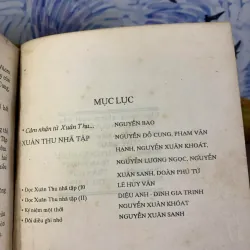 MỤC LỤC
* Cảm nhận từ Xuân Thu... NGUYỄN BAO
XUÂN THU NHÃ TẬP NGUYỄN ĐỖ CUNG, PHẠM VĂN
HẠNH, NGUYỄN XUÂN KHOÁT,
NGUYỄN LƯƠNG NGỌC, NGUYỄN
XUÂN SANH, ĐOÀN PHÚ TỨ
• Đọc Xuân Thu nhã tập (I) LÊ HUY VÂN
• Đọc Xuân Thu nhã tập (II) DIỆU ANH - ĐINH GIA TRINH
• Kỷ niệm một thời NGUYỄN XUÂN KHOÁT
• Đôi điều ghi nhớ NGUYỄN XUÂN SANH